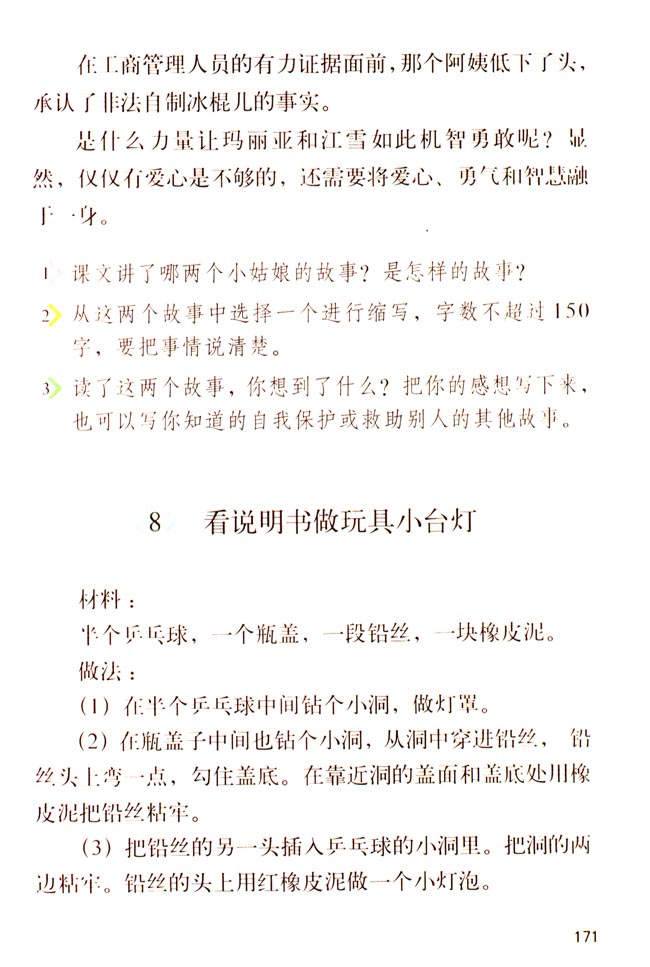 在工商管理人员的有力证据面前，那个阿姨低下了头，
承认了非法自制冰棍儿的事实。
是什么力量让玛丽亚和江雪如此机智勇敢呢？显
然，仅仅有爱心是不够的，还需要将爱心、勇气和智慧融
于一身。
1 课文讲了哪两个小姑娘的故事？是怎样的故事？
2 从这两个故事中选择一个进行缩写，字数不超过150
字，要把事情说清楚。
3 读了这两个故事，你想到了什么？把你的感想写下来，
也可以写你知道的自我保护或救助别人的其他故事。
8 看说明书做玩具小台灯
材料：
半个乒乓球，一个瓶盖，一段铅丝，一块橡皮泥。
做法：
（1）在半个乒乓球中间钻个小洞，做灯罩。
（2）在瓶盖子中间也钻个小洞，从洞中穿进铅丝， 铅
丝头上弯一点，勾住盖底。在靠近洞的盖面和盖底处用橡
皮泥把铅丝粘牢。
（3）把铅丝的另一头插入乒乓球的小洞里。把洞的两
边粘牢。铅丝的头上用红橡皮泥做一个小灯泡。
171